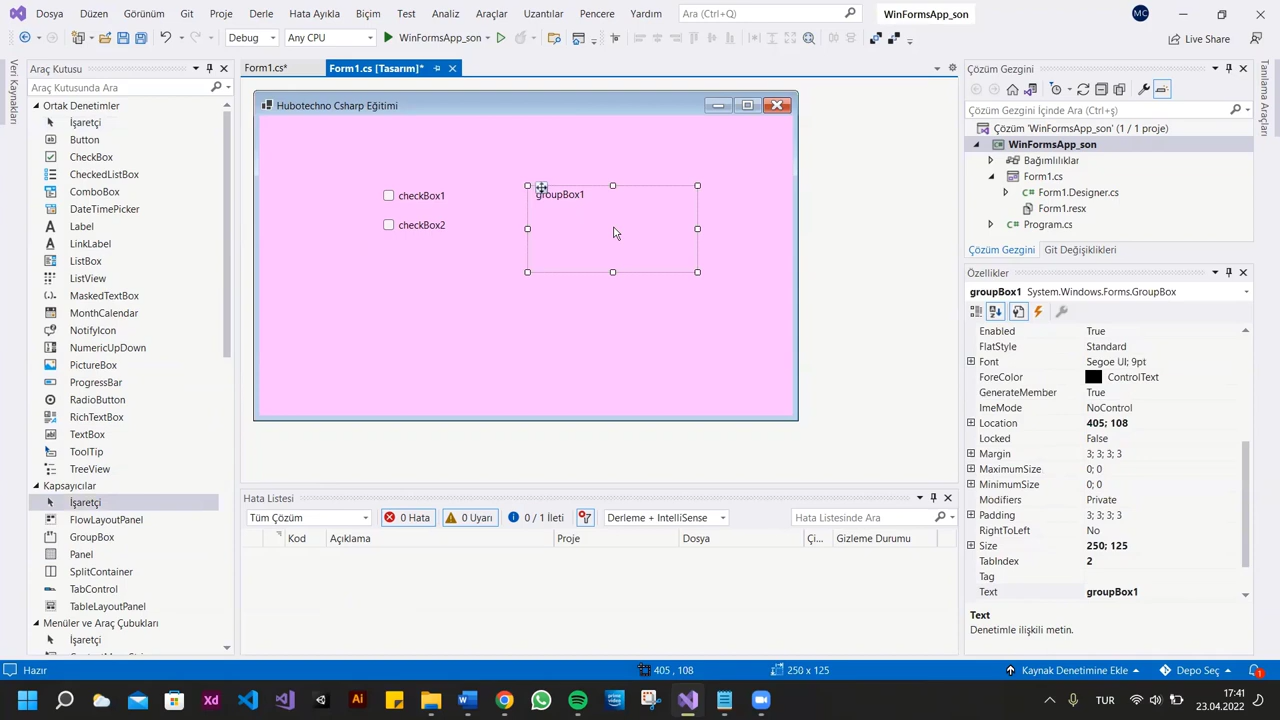 Dosya Düzen Görünüm Git Proje Derle Hata Ayıkla Biçim Test Analiz Araçlar Uzantılar Pencere Yardım Ara (Ctrl+Q) WinFormsApp_son MC
Debug Any CPU WinFormsApp_son Live Share
Veri Kaynakları
Araç Kutusu
Araç Kutusunda Ara
Ortak Denetimler
İşaretçi
Button
CheckBox
CheckedListBox
ComboBox
DateTimePicker
Label
LinkLabel
ListBox
ListView
MaskedTextBox
MonthCalendar
NotifyIcon
NumericUpDown
PictureBox
ProgressBar
RadioButton
RichTextBox
TextBox
ToolTip
TreeView
Kapsayıcılar
İşaretçi
FlowLayoutPanel
GroupBox
Panel
SplitContainer
TabControl
TableLayoutPanel
Menüler ve Araç Çubukları
İşaretçi
Form1.cs* Form1.cs [Tasarım]*
Hubotechno Csharp Eğitimi
checkBox1
checkBox2
groupBox1
Hata Listesi
Tüm Çözüm 0 Hata 0 Uyarı 0 / 1 İleti Derleme + IntelliSense Hata Listesinde Ara
Kod Açıklama Proje Dosya Çi... Gizleme Durumu
Çözüm Gezgini
Çözüm Gezgini İçinde Ara (Ctrl+ş)
Çözüm 'WinFormsApp_son' (1 / 1 proje)
WinFormsApp_son
Bağımlılıklar
Form1.cs
Form1.Designer.cs
Form1.resx
Program.cs
Çözüm Gezgini Git Değişiklikleri
Özellikler
groupBox1 System.Windows.Forms.GroupBox
Enabled True
FlatStyle Standard
Font Segoe UI; 9pt
ForeColor ControlText
GenerateMember True
ImeMode NoControl
Location 405; 108
Locked False
Margin 3; 3; 3; 3
MaximumSize 0; 0
MinimumSize 0; 0
Modifiers Private
Padding 3; 3; 3; 3
RightToLeft No
Size 250; 125
TabIndex 2
Tag
Text groupBox1
Text
Denetimle ilişkili metin.
Tanılama Araçları
Hazır 405 , 108 250 x 125 Kaynak Denetimine Ekle Depo Seç 1
Xd Ai TUR 17:41
23.04.2022